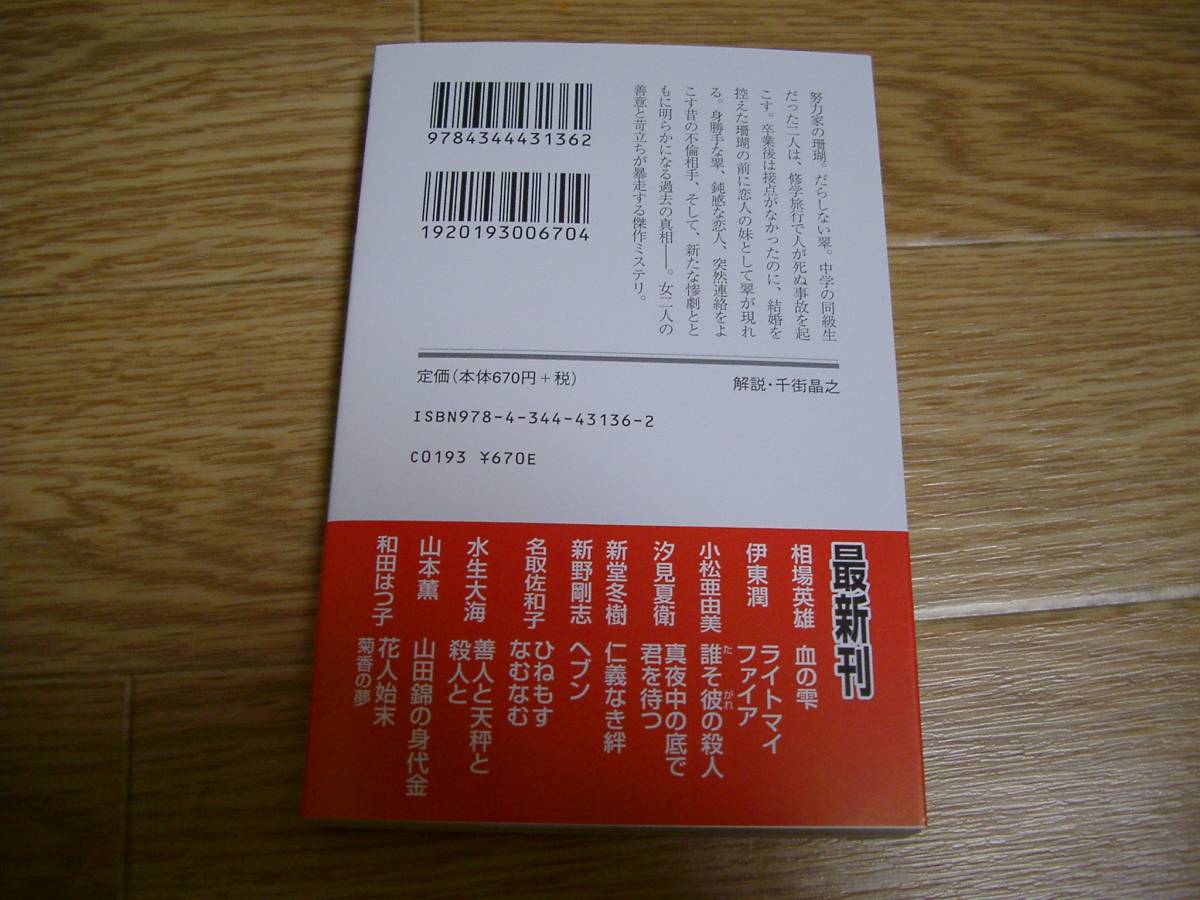 9784344431362
1920193006704
努力家の珊瑚。だらしない翠。中学の同級生
だった二人は、修学旅行で人が死ぬ事故を起
こす。卒業後は接点がなかったのに、結婚を
控えた珊瑚の前に恋人の妹として翠が現れ
る。身勝手な翠、鈍感な恋人、突然連絡をよ
こす昔の不倫相手、そして、新たな惨劇とと
もに明らかになる過去の真相――。女二人の
善意と苛立ちが暴走する傑作ミステリ。
定価(本体670円+税)
解説・千街晶之
ISBN978-4-344-43136-2
C0193 ¥670E
最新刊
相場英雄 血の雫
伊東潤 ライトマイ
ファイア
小松亜由美 誰そ彼の殺人
た がれ
汐見夏衛 真夜中の底で
君を待つ
新堂冬樹 仁義なき絆
新野剛志 ヘブン
名取佐和子 ひねもす
なむなむ
水生大海 善人と天秤と
殺人と
山本薫 山田錦の身代金
和田はつ子 花人始末
菊香の夢